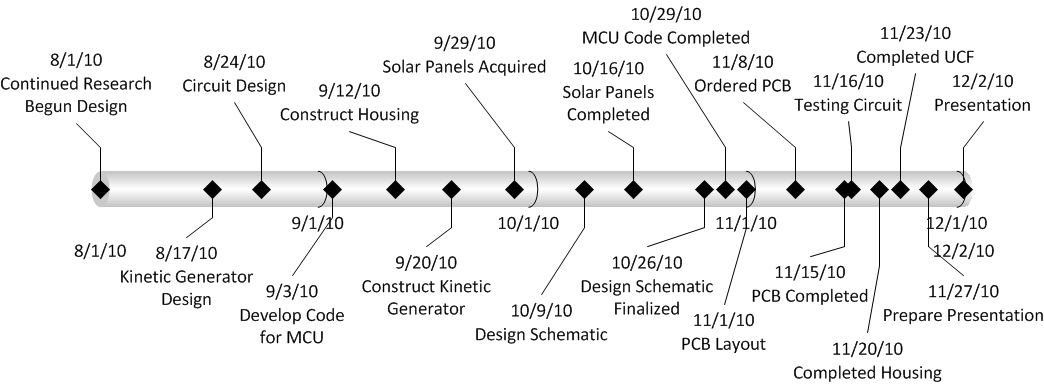 8/1/10
Continued Research
Begun Design
8/24/10
Circuit Design
9/12/10
Construct Housing
9/29/10
Solar Panels Acquired
10/16/10
Solar Panels
Completed
10/29/10
MCU Code Completed
11/8/10
Ordered PCB
11/16/10
Testing Circuit
11/23/10
Completed UCF
12/2/10
Presentation
8/1/10
9/1/10
10/1/10
11/1/10
12/1/10
12/2/10
8/17/10
Kinetic Generator
Design
9/3/10
Develop Code
for MCU
9/20/10
Construct Kinetic
Generator
10/9/10
Design Schematic
10/26/10
Design Schematic
Finalized
11/1/10
PCB Layout
11/15/10
PCB Completed
11/20/10
Completed Housing
11/27/10
Prepare Presentation